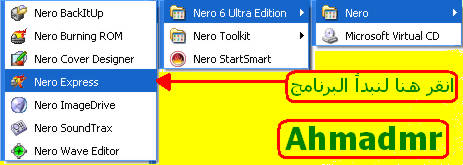 Nero BackItUp
Nero Burning ROM
Nero Cover Designer
Nero Express
Nero ImageDrive
Nero SoundTrax
Nero Wave Editor
Nero 6 Ultra Edition
Nero Toolkit
Nero StartSmart
Nero
Microsoft Virtual CD
انقر هنا لنبدأ البرنامج
Ahmadmr